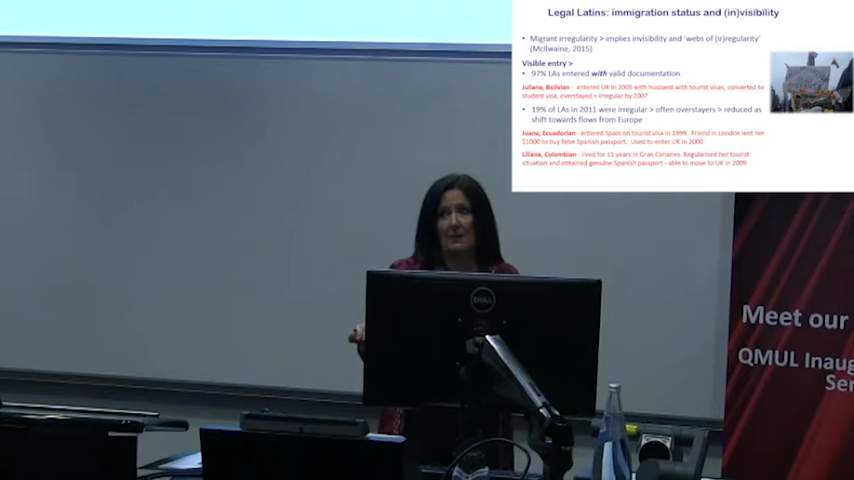 Legal Latins: immigration status and (in)visibility
• Migrant irregularity > implies invisibility and ‘webs of (ir)regularity’
(McIlwaine, 2015)
Visible entry >
• 97% LAs entered with valid documentation
Juliana, Bolivian - entered UK in 2005 with husband with tourist visas, converted to
student visa, overstayed > irregular by 2007
• 19% of LAs in 2011 were irregular > often overstayers > reduced as
shift towards flows from Europe
Juana, Ecuadorian - entered Spain on tourist visa in 1999. Friend in London lent her
$1000 to buy false Spanish passport. Used to enter UK in 2000
Liliana, Colombian - lived for 11 years in Gran Canaria. Regularised her tourist
situation and obtained genuine Spanish passport - able to move to UK in 2009
DELL
Meet our
QMUL Inaug
Ser